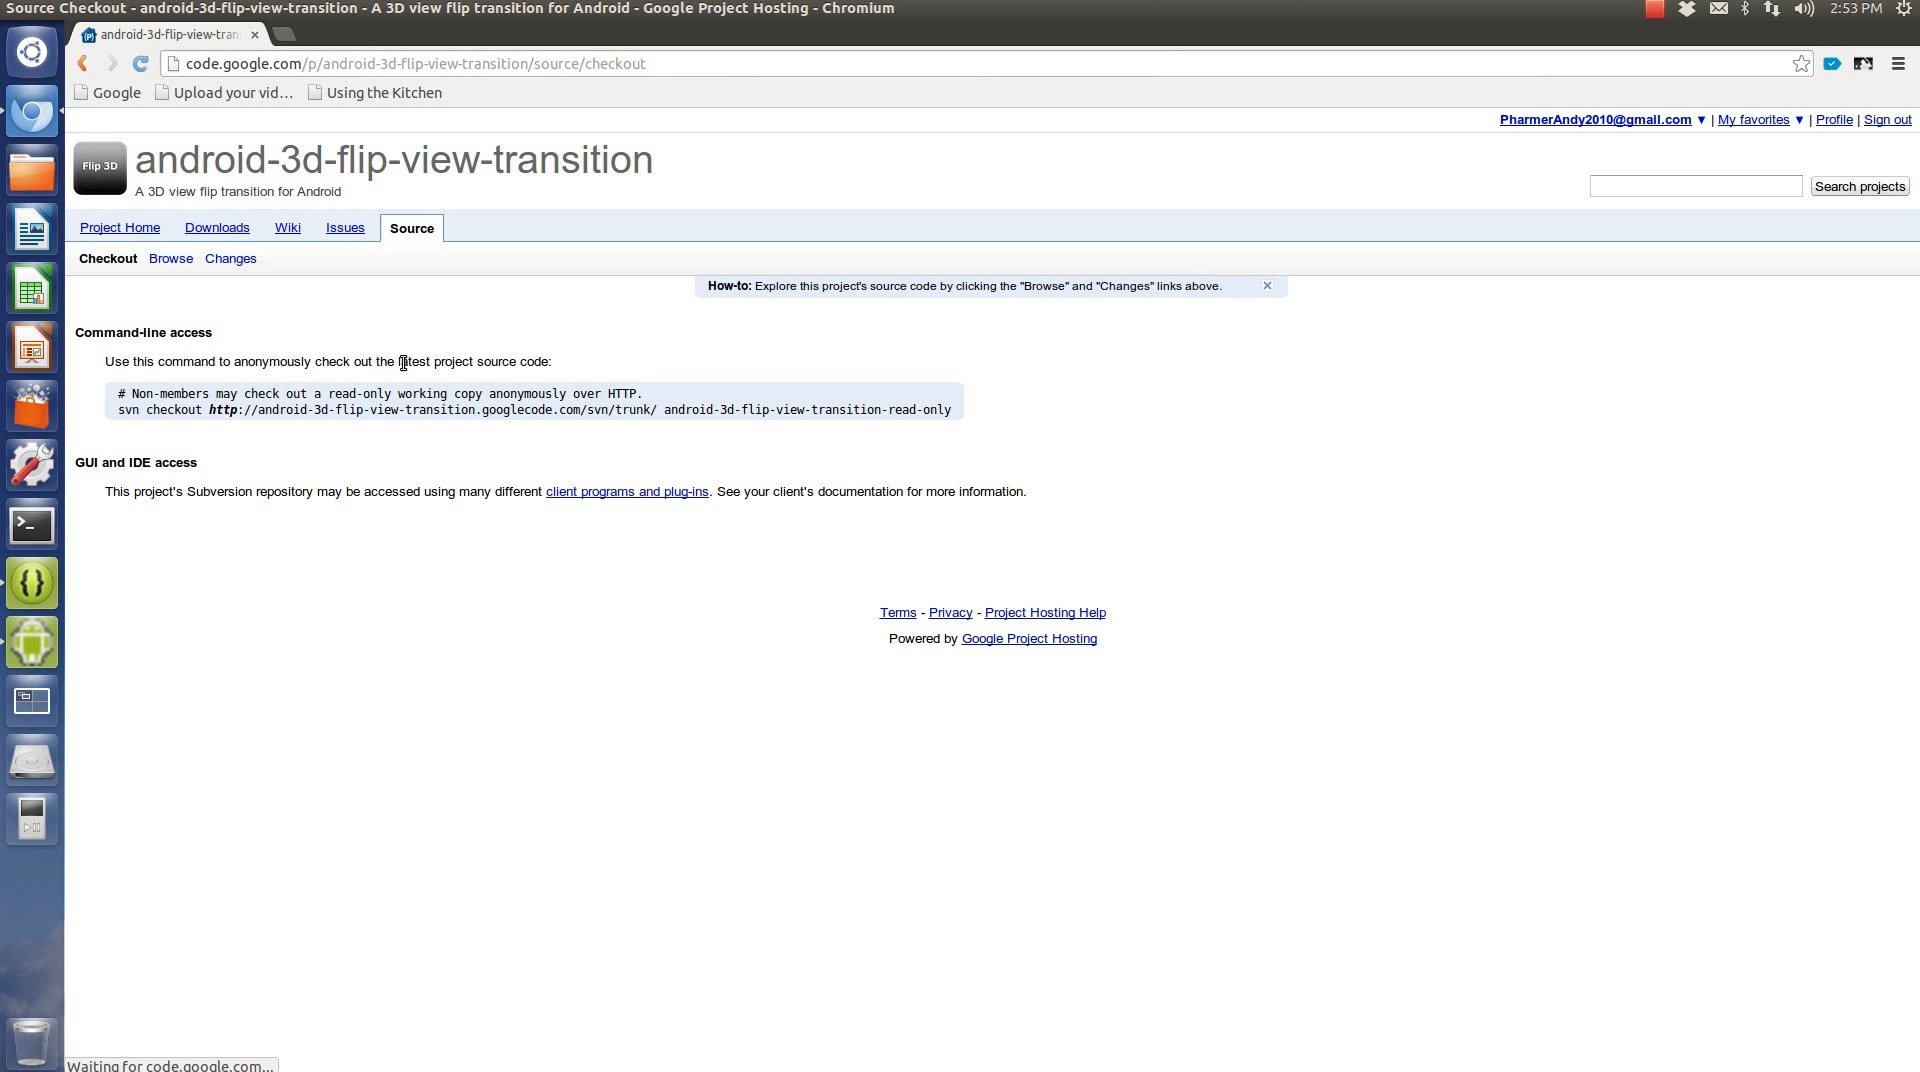 Source Checkout - android-3d-flip-view-transition - A 3D view flip transition for Android - Google Project Hosting - Chromium
2:53 PM
android-3d-flip-view-tran
code.google.com/p/android-3d-flip-view-transition/source/checkout
Google Upload your vid... Using the Kitchen
PharmerAndy2010@gmail.com ▼ | My favorites ▼ | Profile | Sign out
Flip 3D
android-3d-flip-view-transition
A 3D view flip transition for Android
Search projects
Project Home Downloads Wiki Issues Source
Checkout Browse Changes
How-to: Explore this project's source code by clicking the "Browse" and "Changes" links above.
Command-line access
Use this command to anonymously check out the latest project source code:
# Non-members may check out a read-only working copy anonymously over HTTP.
svn checkout http://android-3d-flip-view-transition.googlecode.com/svn/trunk/ android-3d-flip-view-transition-read-only
GUI and IDE access
This project's Subversion repository may be accessed using many different client programs and plug-ins. See your client's documentation for more information.
Terms - Privacy - Project Hosting Help
Powered by Google Project Hosting
Waiting for code.google.com...